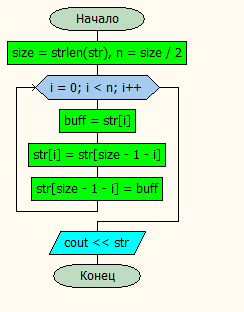 Начало
size = strlen(str), n = size / 2
i = 0; i < n; i++
buff = str[i]
str[i] = str[size - 1 - i]
str[size - 1 - i] = buff
cout << str
Конец